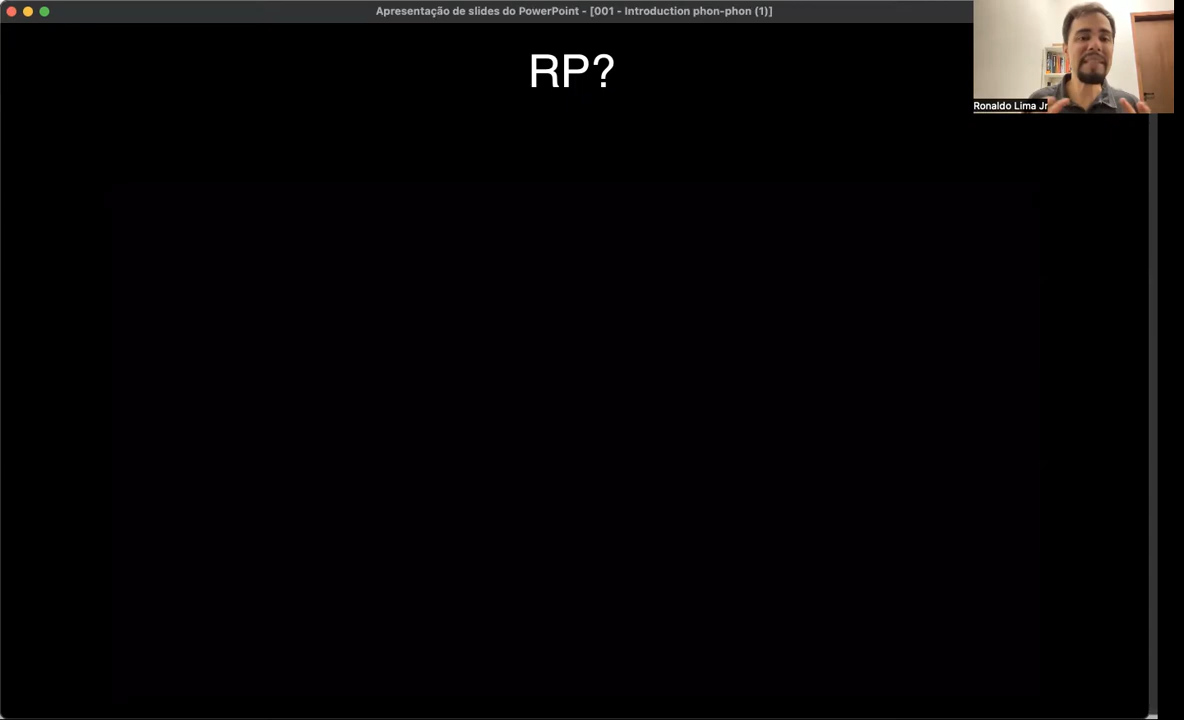 Apresentação de slides do PowerPoint - [001 - Introduction phon-phon (1)]
RP?
Ronaldo Lima Jr